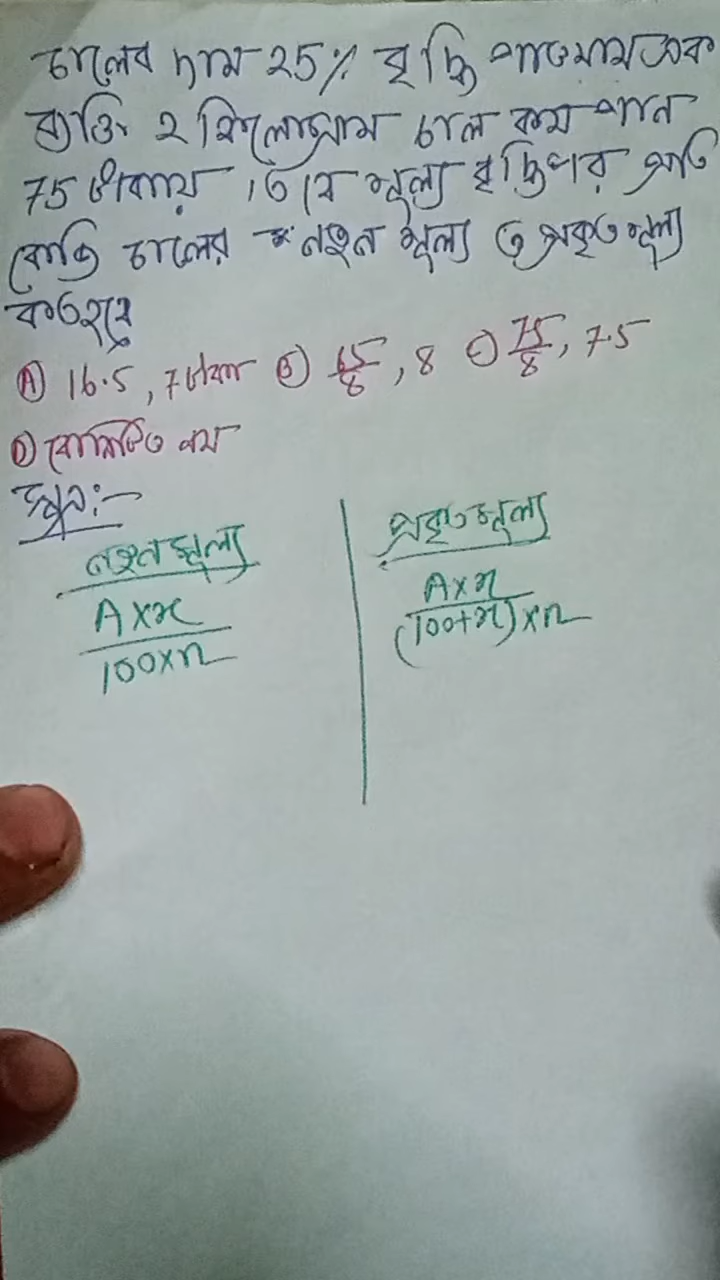 চালের দাম 25% বৃদ্ধি পাওয়ায় এক
ব্যক্তি 2 কিলোগ্রাম চাল কম পান
75 টাকায়। তবে মূল্য বৃদ্ধিপর প্রতি
কেজি চালের নতুন মূল্য ও প্রকৃত মূল্য
কত হবে
(A) 16.5, 7 টাকা (B) 65/8, 8 (C) 75/8, 7.5
(D) কোনটিও নয়
সূত্র:-
নতুন মূল্য
প্রকৃত মূল্য
A×x / 100×n
A×x / (100+x)×n